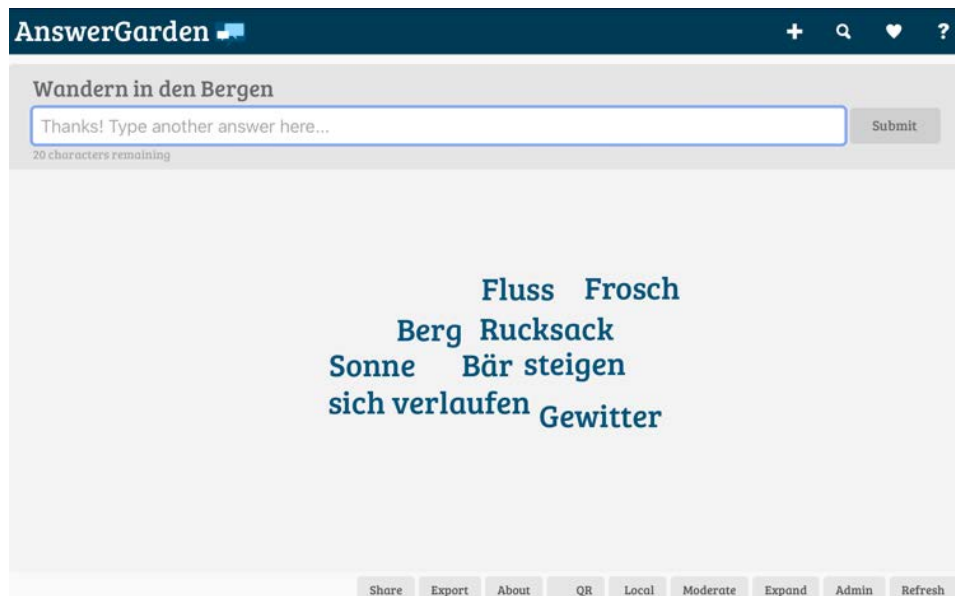 AnswerGarden + ?
Wandern in den Bergen
Thanks! Type another answer here...
Submit
20 characters remaining
Fluss Frosch
Berg Rucksack
Sonne Bär steigen
sich verlaufen Gewitter
Share Export About QR Local Moderate Expand Admin Refresh